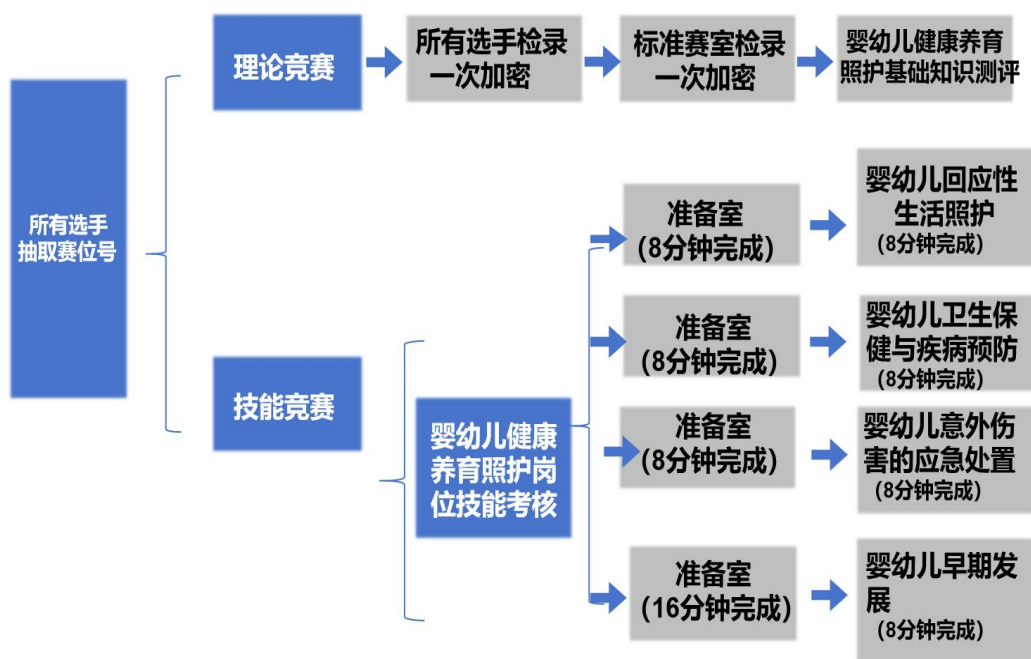 所有选手
抽取赛位号
理论竞赛
所有选手检录
一次加密
标准赛室检录
一次加密
婴幼儿健康养育
照护基础知识测评
技能竞赛
婴幼儿健康
养育照护岗
位技能考核
准备室
(8分钟完成)
婴幼儿回应性
生活照护
(8分钟完成)
准备室
(8分钟完成)
婴幼儿卫生保
健与疾病预防
(8分钟完成)
准备室
(8分钟完成)
婴幼儿意外伤
害的应急处置
(8分钟完成)
准备室
(16分钟完成)
婴幼儿早期发
展
(8分钟完成)